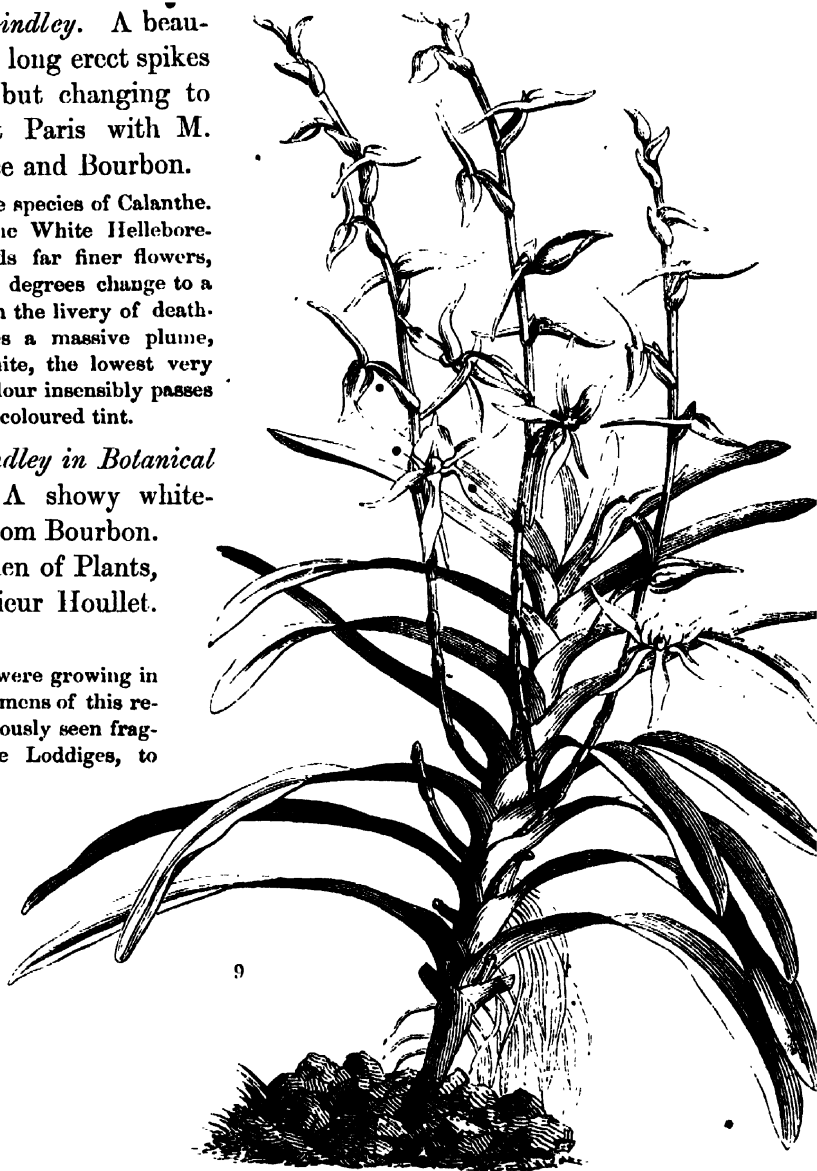 indley. A beau-
long erect spikes
but changing to
t Paris with M.
e and Bourbon.
e species of Calanthe.
White Hellebore-
ls far finer flowers,
degrees change to a
n the livery of death.
s a massive plume,
ite, the lowest very
lour insensibly passes
coloured tint.
dley in Botanical
A showy white-
om Bourbon.
en of Plants,
ieur Houllet.
were growing in
mens of this re-
ously seen frag-
e Loddiges, to
9